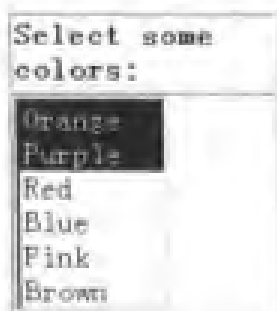 Select some
colors:
Orange
Purple
Red
Blue
Pink
Brown